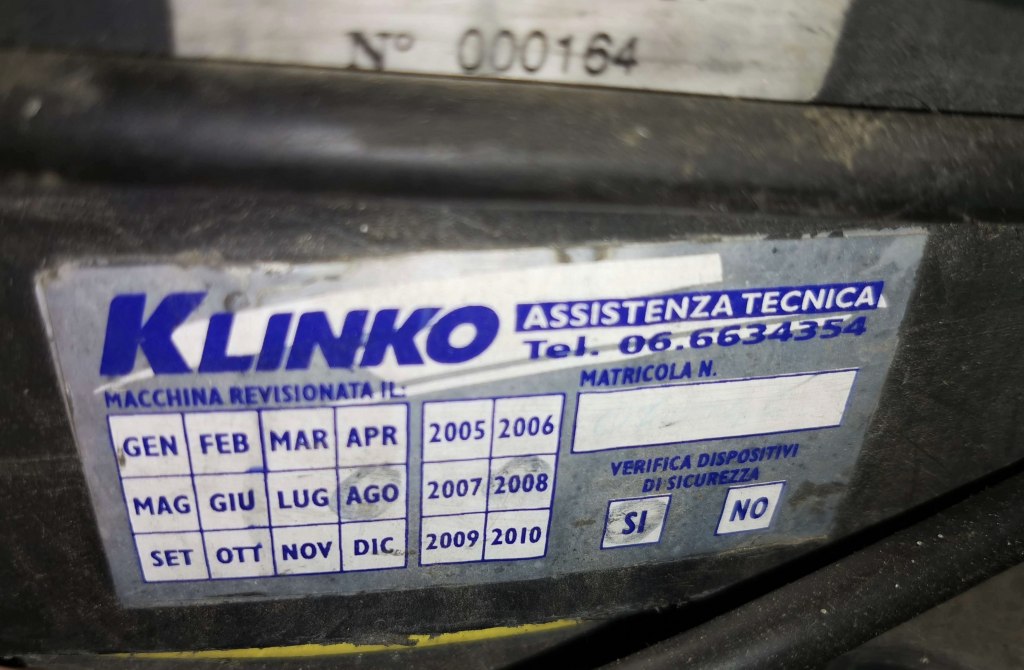 N° 000164
KLINKO ASSISTENZA TECNICA
Tel. 06.6634354
MACCHINA REVISIONATA IL:
MATRICOLA N.
GEN FEB MAR APR 2005 2006
MAG GIU LUG AGO 2007 2008
SET OTT NOV DIC 2009 2010
VERIFICA DISPOSITIVI
DI SICUREZZA
SI NO